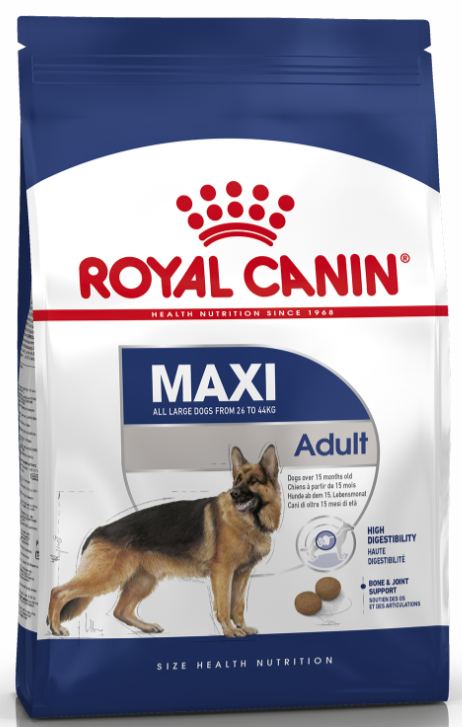 ROYAL CANIN®
HEALTH NUTRITION SINCE 1968
MAXI
ALL LARGE DOGS FROM 26 TO 44KG
Adult
Dogs over 15 months old
Chiens à partir de 15 mois
Hunde ab dem 15. Lebensmonat
Cani di oltre 15 mesi di età
HIGH
DIGESTIBILITY
HAUTE
DIGESTIBILITÉ
BONE & JOINT
SUPPORT
SOUTIEN DES OS
ET DES ARTICULATIONS
SIZE HEALTH NUTRITION